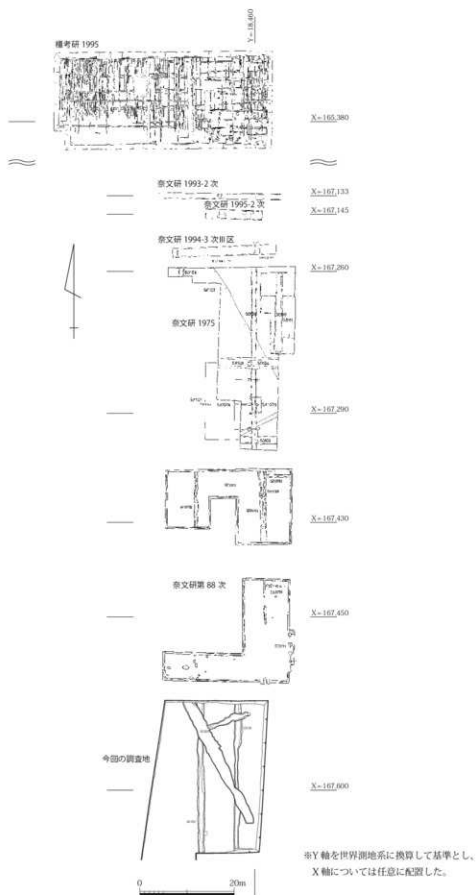 Y=-18,460
橿考研 1995
X=-165,380
奈文研 1993-2 次
X=-167,133
奈文研 1995-2 次
X=-167,145
奈文研 1994-3 次Ⅲ区
X=-167,260
奈文研 1975
X=-167,290
X=-167,430
奈文研第 88 次
X=-167,450
今回の調査地
X=-167,600
0 20m
※Y 軸を世界測地系に換算して基準とし、
X 軸については任意に配置した。